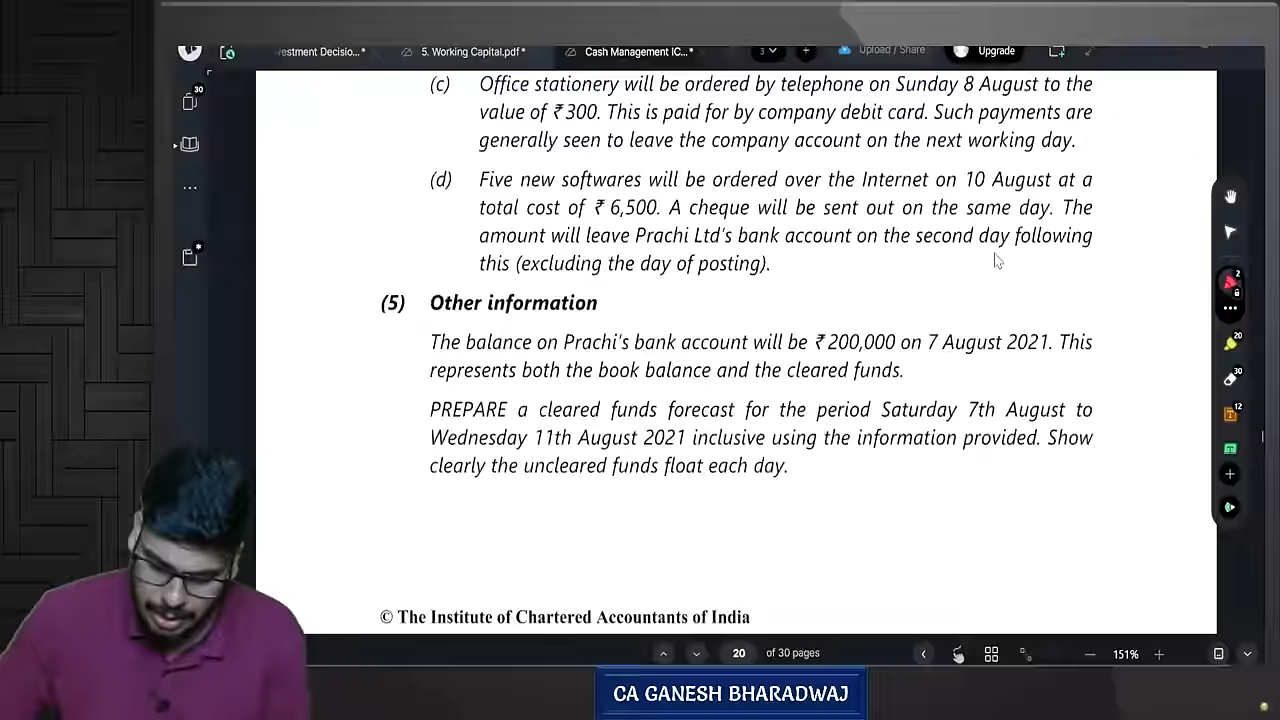 estment Decisio...*
5. Working Capital.pdf *
Cash Management IC...*
3
Upload / Share
Upgrade
30
(c) Office stationery will be ordered by telephone on Sunday 8 August to the
value of ₹ 300. This is paid for by company debit card. Such payments are
generally seen to leave the company account on the next working day.
(d) Five new softwares will be ordered over the Internet on 10 August at a
total cost of ₹ 6,500. A cheque will be sent out on the same day. The
amount will leave Prachi Ltd's bank account on the second day following
this (excluding the day of posting).
(5) Other information
The balance on Prachi's bank account will be ₹ 200,000 on 7 August 2021. This
represents both the book balance and the cleared funds.
PREPARE a cleared funds forecast for the period Saturday 7th August to
Wednesday 11th August 2021 inclusive using the information provided. Show
clearly the uncleared funds float each day.
© The Institute of Chartered Accountants of India
2
20
30
12
20 of 30 pages
151%
CA GANESH BHARADWAJ